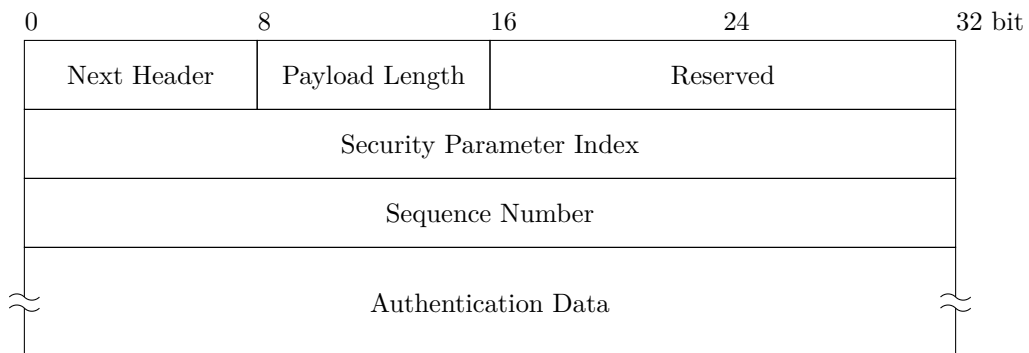 0 8 16 24 32 bit
Next Header Payload Length Reserved
Security Parameter Index
Sequence Number
Authentication Data